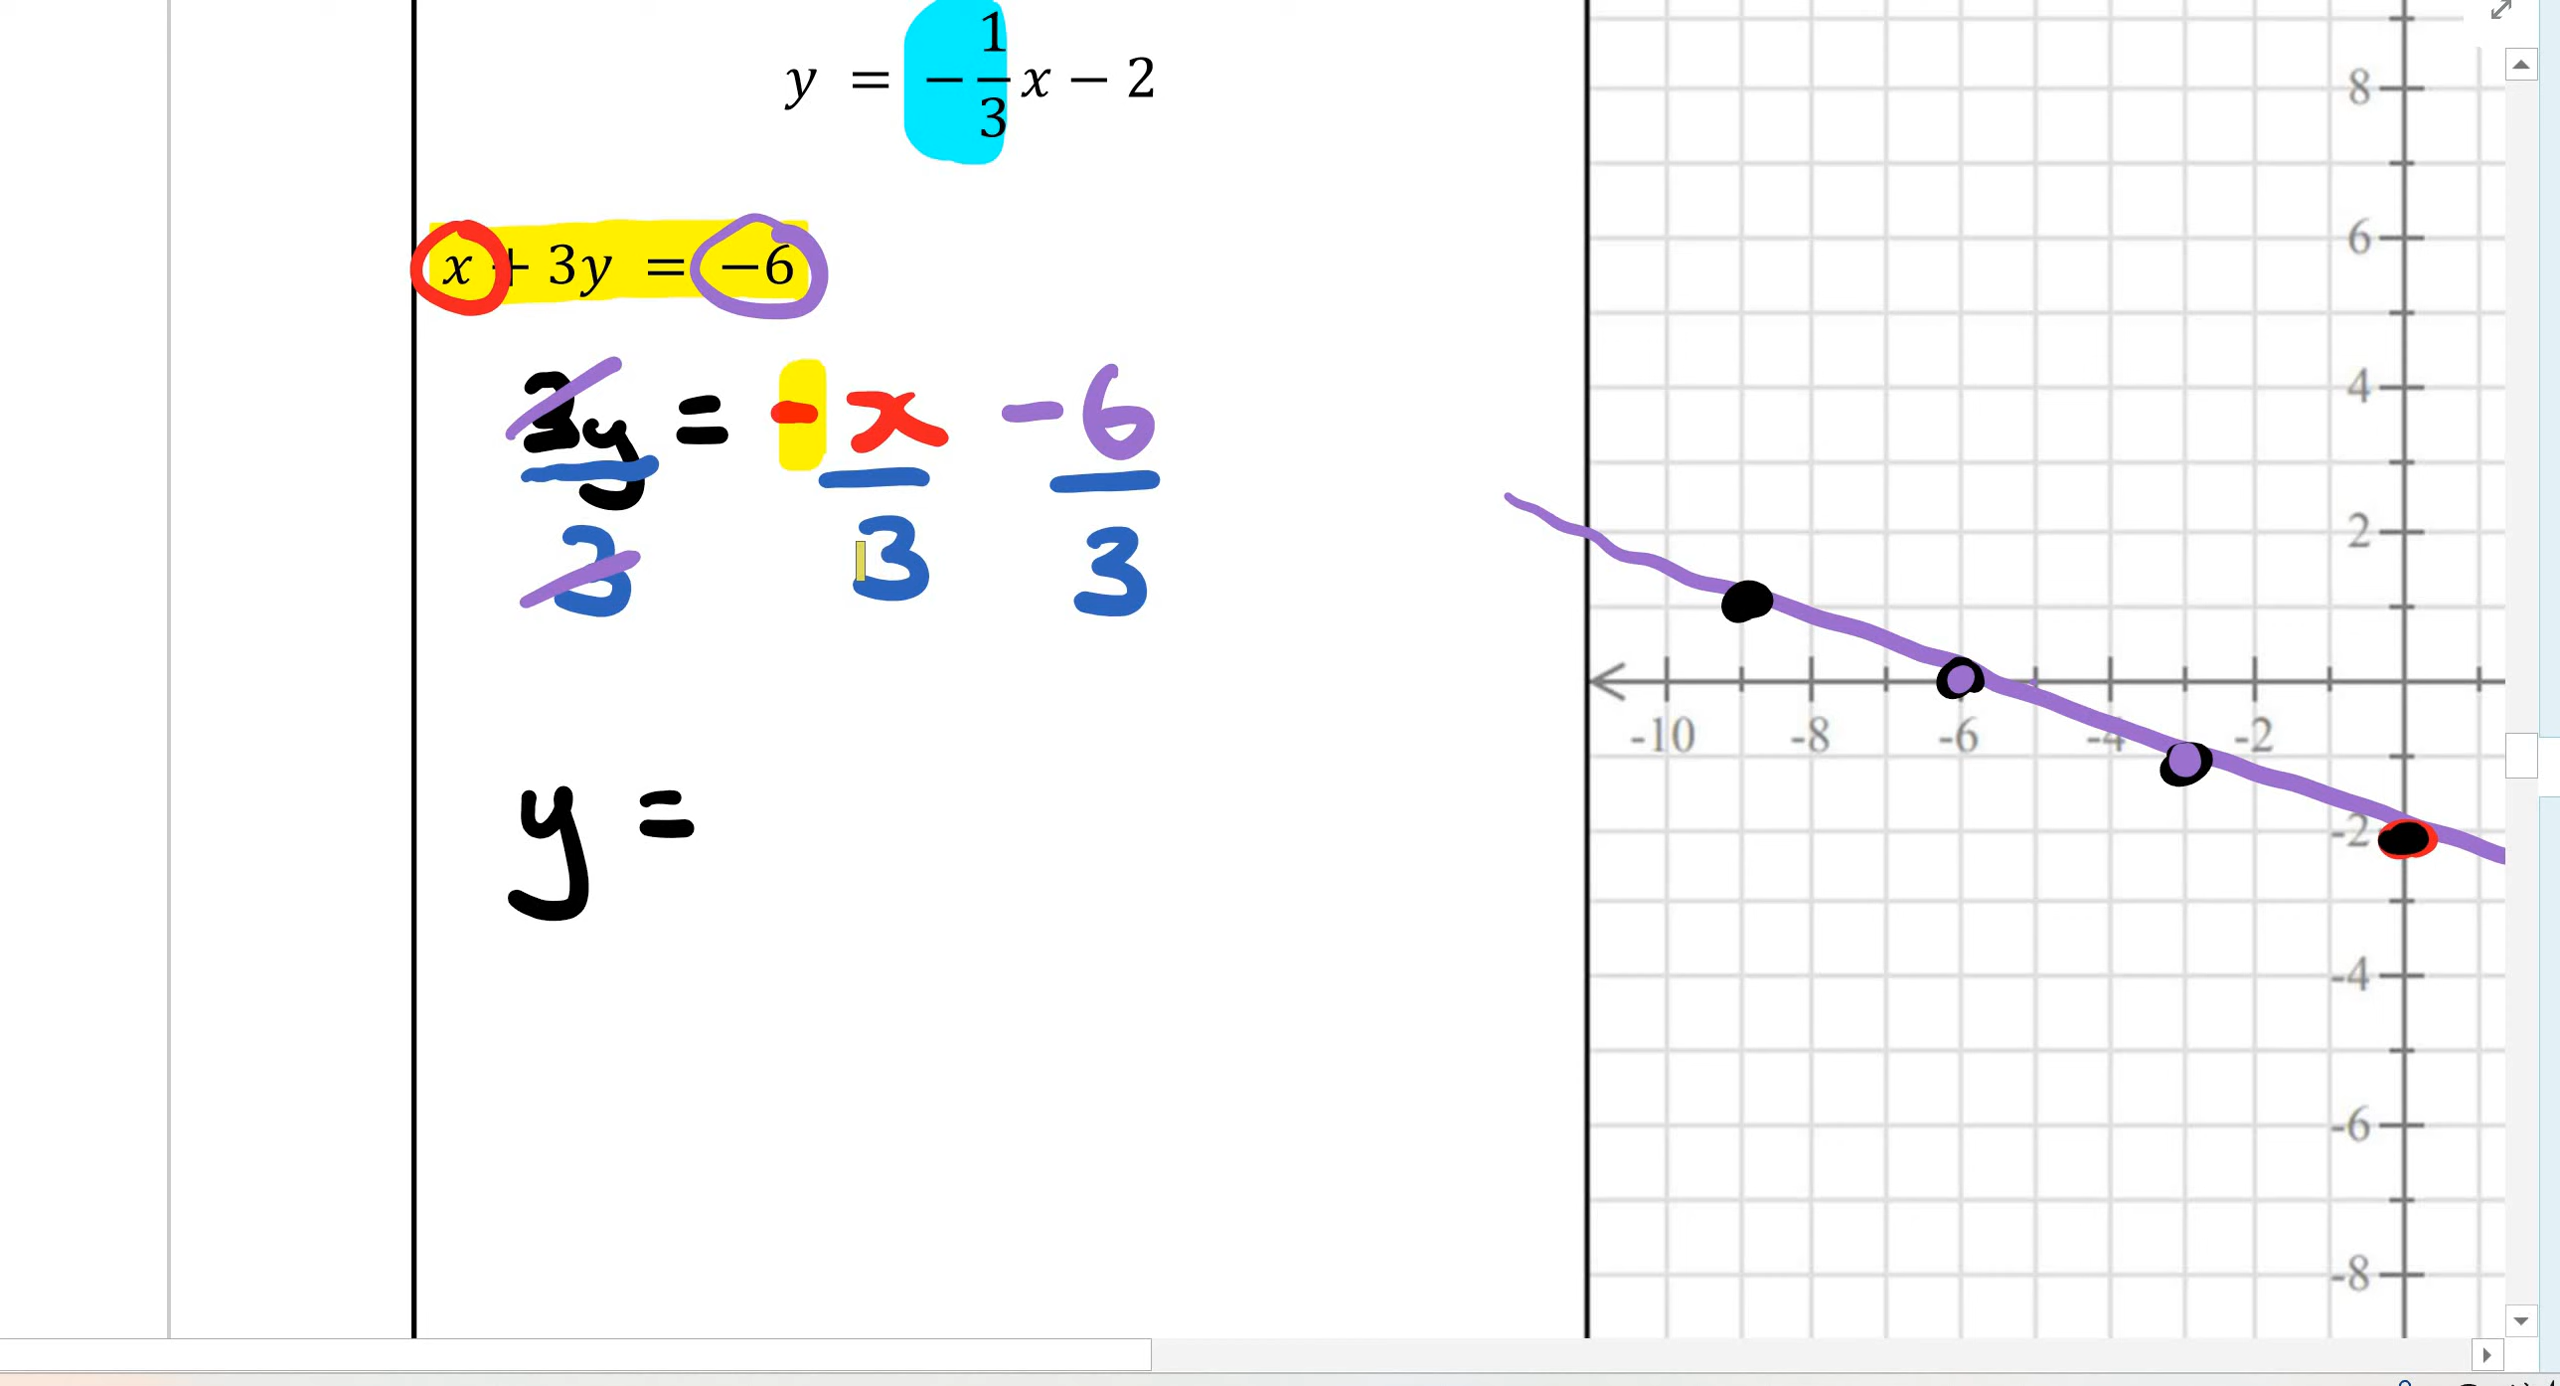 y = -1/3 x − 2
x + 3y = −6
3y = -x -6
3 3 3
y =
8
6
4
2
-10 -8 -6 -4 -2
-2
-4
-6
-8